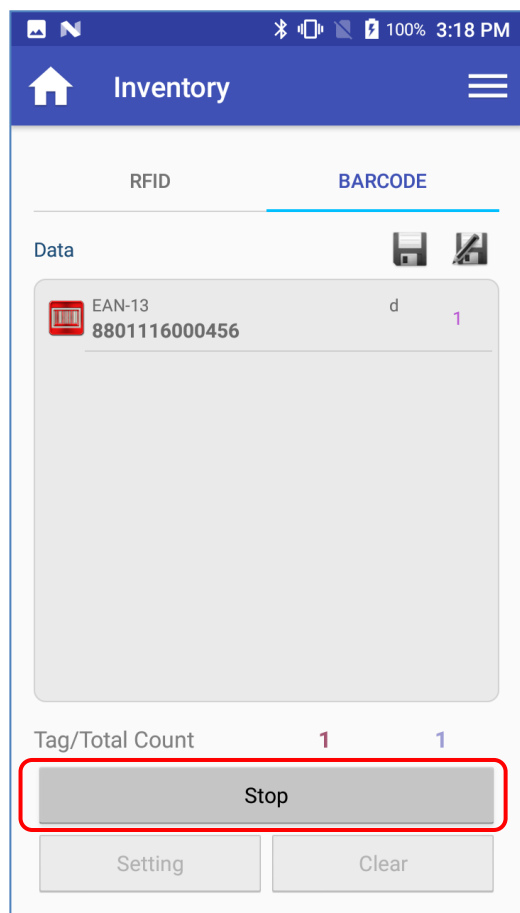 100% 3:18 PM
Inventory
RFID BARCODE
Data
EAN-13 d 1
8801116000456
Tag/Total Count 1 1
Stop
Setting Clear